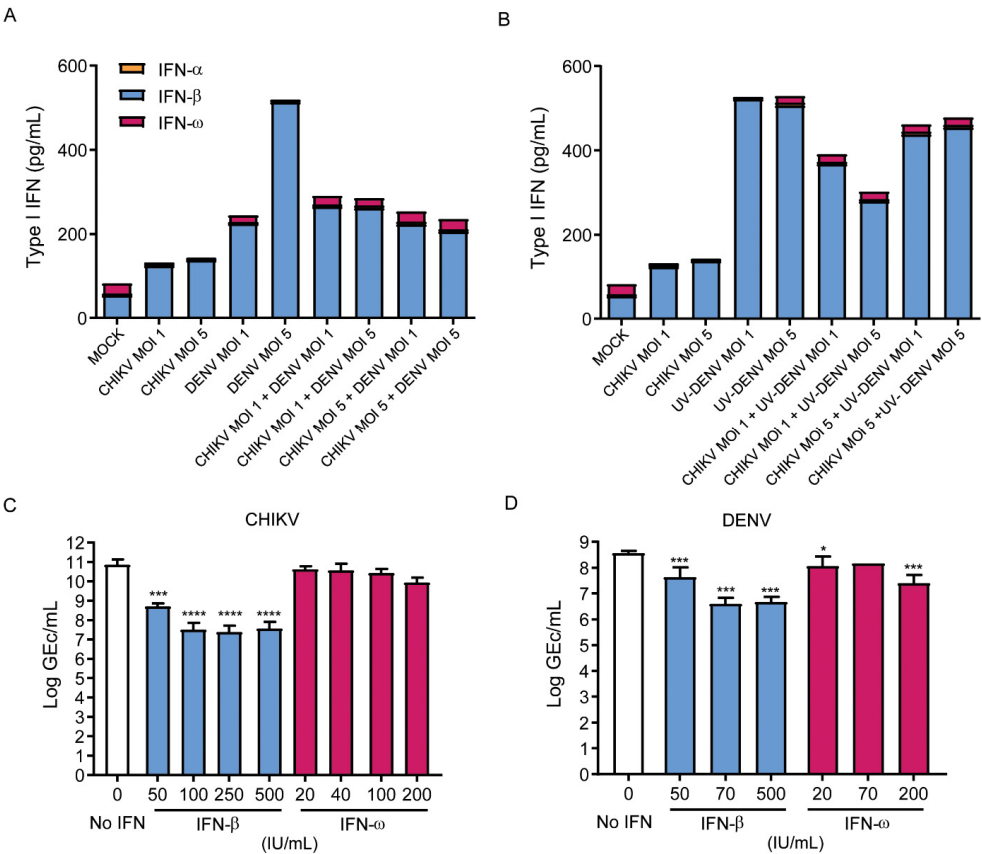 A
Type I IFN (pg/mL)
600
400
200
0
IFN-α
IFN-β
IFN-ω
MOCK
CHIKV MOI 1
CHIKV MOI 5
DENV MOI 1
DENV MOI 5
CHIKV MOI 1 + DENV MOI 1
CHIKV MOI 1 + DENV MOI 5
CHIKV MOI 5 + DENV MOI 1
CHIKV MOI 5 + DENV MOI 5
B
Type I IFN (pg/mL)
600
400
200
0
MOCK
CHIKV MOI 1
CHIKV MOI 5
UV-DENV MOI 1
UV-DENV MOI 5
CHIKV MOI 1 + UV-DENV MOI 1
CHIKV MOI 1 + UV-DENV MOI 5
CHIKV MOI 5 + UV-DENV MOI 1
CHIKV MOI 5 +UV- DENV MOI 5
C
CHIKV
Log GEc/mL
12
11
10
9
8
7
6
5
4
3
2
1
0
*** **** **** ****
0 50 100 250 500 20 40 100 200
No IFN IFN-β IFN-ω
(IU/mL)
D
DENV
Log GEc/mL
9
8
7
6
5
4
3
2
1
0
*** *** *** * ***
0 50 70 500 20 70 200
No IFN IFN-β IFN-ω
(IU/mL)